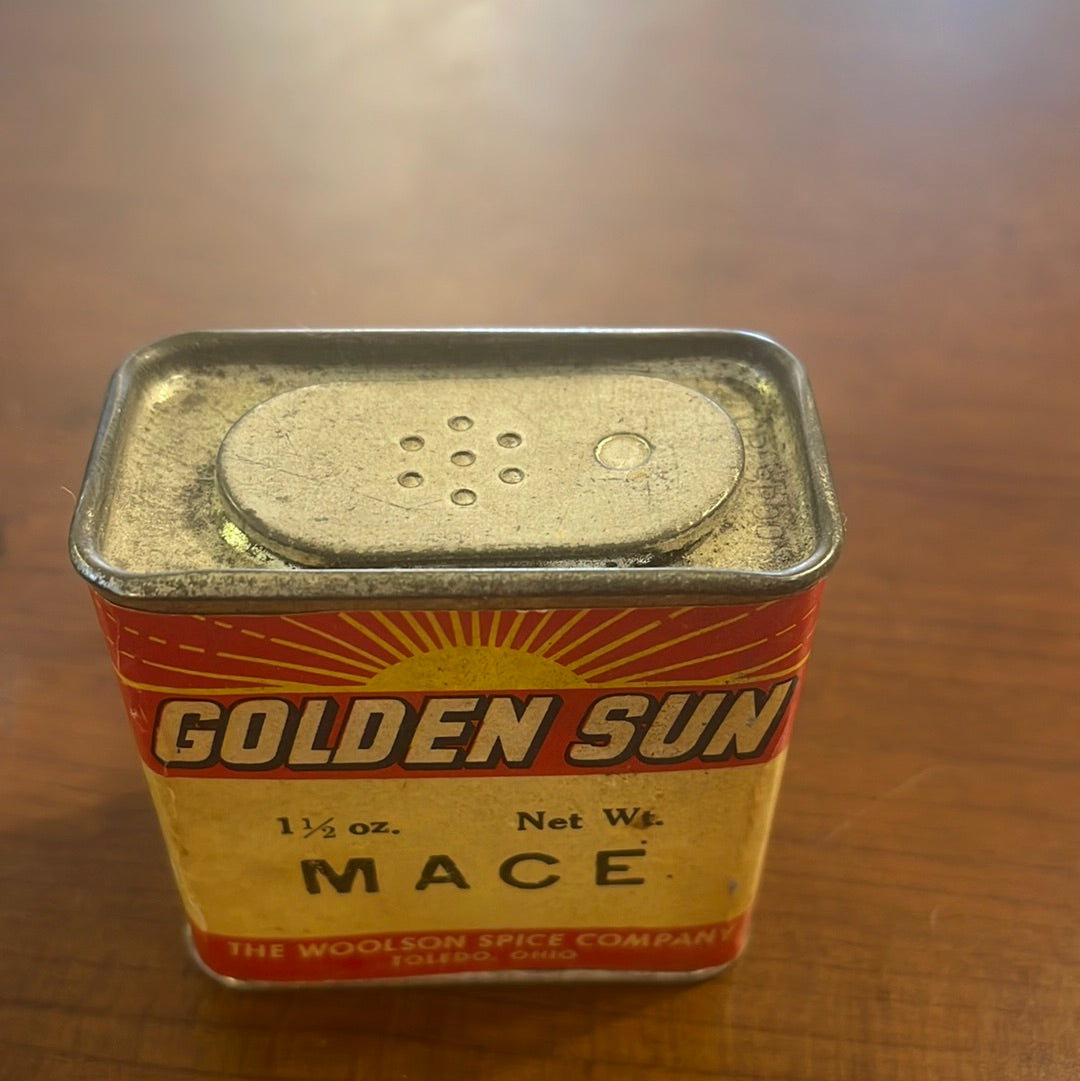 GOLDEN SUN
1½ oz. Net Wt.
MACE
THE WOOLSON SPICE COMPANY
TOLEDO, OHIO